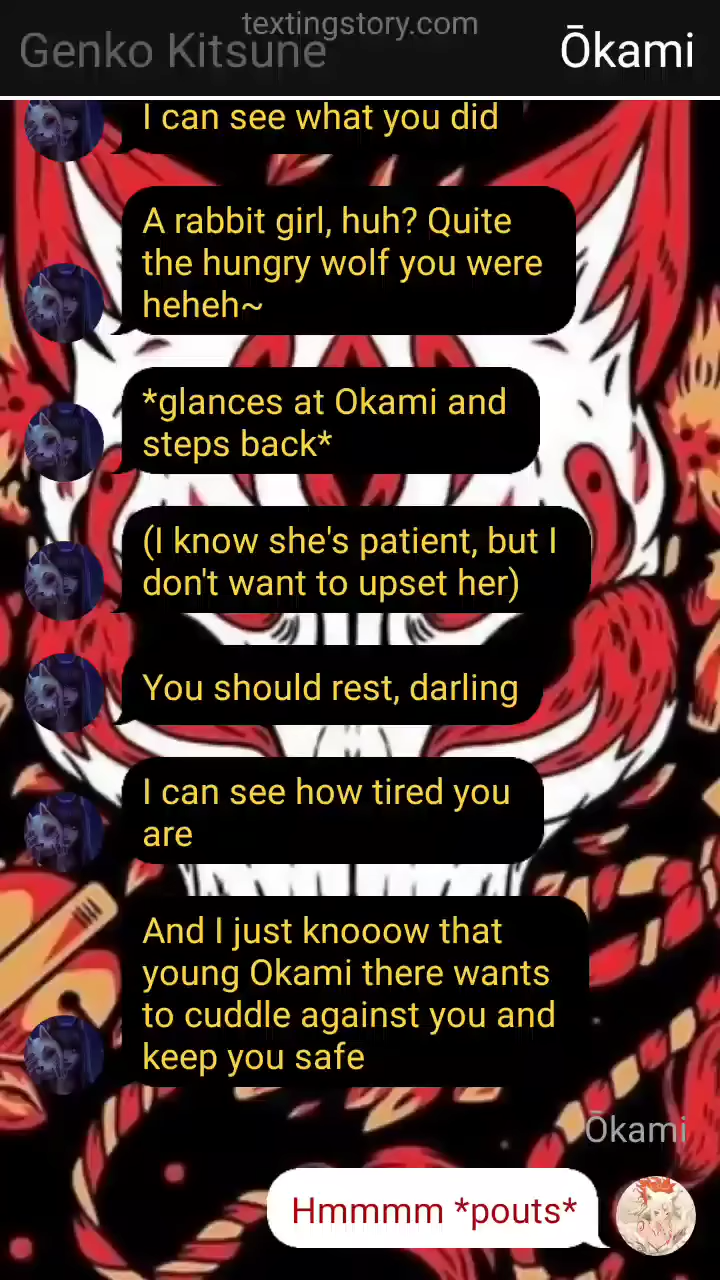 textingstory.com
Genko Kitsune
Ōkami
I can see what you did
A rabbit girl, huh? Quite
the hungry wolf you were
heheh~
*glances at Okami and
steps back*
(I know she's patient, but I
don't want to upset her)
You should rest, darling
I can see how tired you
are
And I just knooow that
young Okami there wants
to cuddle against you and
keep you safe
Ōkami
Hmmmm *pouts*